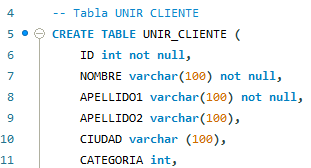 4 -- Tabla UNIR CLIENTE
5 CREATE TABLE UNIR_CLIENTE (
6 ID int not null,
7 NOMBRE varchar(100) not null,
8 APELLIDO1 varchar(100) not null,
9 APELLIDO2 varchar(100),
10 CIUDAD varchar (100),
11 CATEGORIA int,